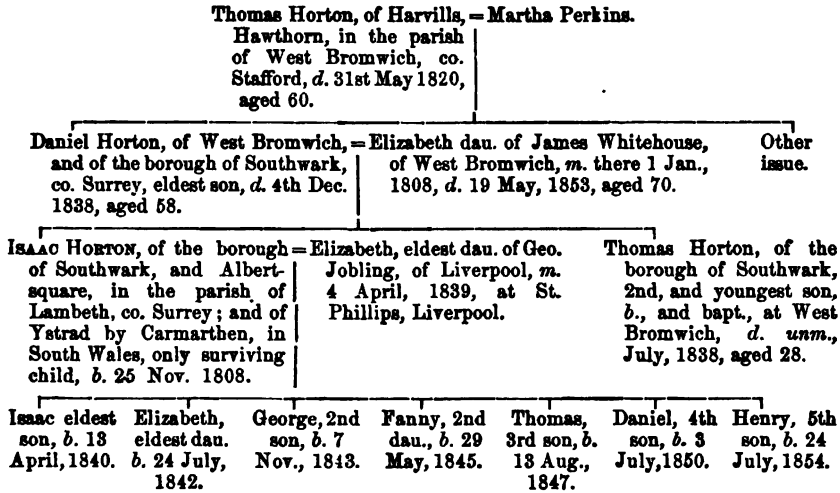 Thomas Horton, of Harvills, = Martha Perkins.
Hawthorn, in the parish
of West Bromwich, co.
Stafford, d. 31st May 1820,
aged 60.
Daniel Horton, of West Bromwich, = Elizabeth dau. of James Whitehouse,
and of the borough of Southwark,
co. Surrey, eldest son, d. 4th Dec.
1838, aged 58.
of West Bromwich, m. there 1 Jan.,
1808, d. 19 May, 1853, aged 70.
Other
issue.
ISAAC HORTON, of the borough = Elizabeth, eldest dau. of Geo.
of Southwark, and Albert-
square, in the parish of
Lambeth, co. Surrey; and of
Ystrad by Carmarthen, in
South Wales, only surviving
child, b. 25 Nov. 1808.
Jobling, of Liverpool, m.
4 April, 1839, at St.
Phillips, Liverpool.
Thomas Horton, of the
borough of Southwark,
2nd, and youngest son,
b., and bapt., at West
Bromwich, d. unm.,
July, 1838, aged 28.
Isaac eldest
son, b. 13
April, 1840.
Elizabeth,
eldest dau.
b. 24 July,
1842.
George, 2nd
son, b. 7
Nov., 1843.
Fanny, 2nd
dau., b. 29
May, 1845.
Thomas,
3rd son, b.
13 Aug.,
1847.
Daniel, 4th
son, b. 3
July, 1850.
Henry, 5th
son, b. 24
July, 1854.